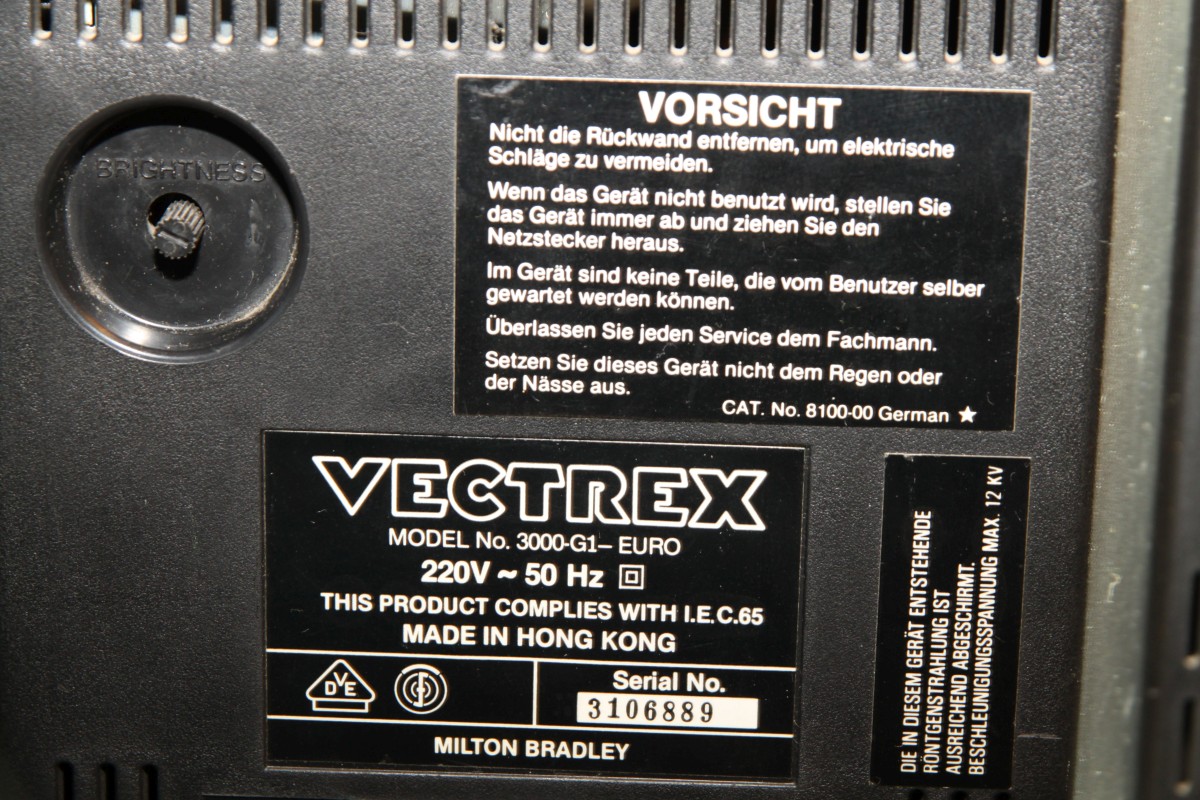 BRIGHTNESS
VORSICHT
Nicht die Rückwand entfernen, um elektrische
Schläge zu vermeiden.
Wenn das Gerät nicht benutzt wird, stellen Sie
das Gerät immer ab und ziehen Sie den
Netzstecker heraus.
Im Gerät sind keine Teile, die vom Benutzer selber
gewartet werden können.
Überlassen Sie jeden Service dem Fachmann.
Setzen Sie dieses Gerät nicht dem Regen oder
der Nässe aus.
CAT. No. 8100-00 German ★
VECTREX
MODEL No. 3000-G1– EURO
220V ~ 50 Hz
THIS PRODUCT COMPLIES WITH I.E.C.65
MADE IN HONG KONG
DVE
Serial No.
3106889
MILTON BRADLEY
DIE IN DIESEM GERÄT ENTSTEHENDE
RÖNTGENSTRAHLUNG IST
AUSREICHEND ABGESCHIRMT.
BESCHLEUNIGUNGSSPANNUNG MAX. 12 KV